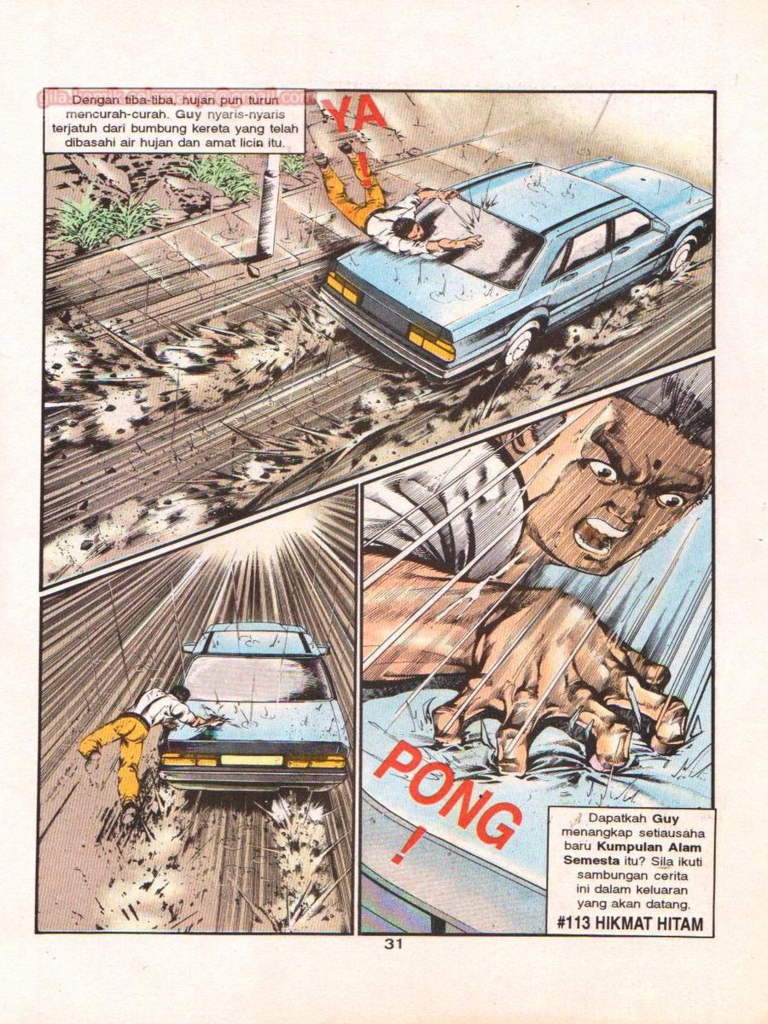 Dengan tiba-tiba, hujan pun turun
mencurah-curah. Guy nyaris-nyaris
terjatuh dari bumbung kereta yang telah
dibasahi air hujan dan amat licin itu.
YA
!
PONG
!
Dapatkah Guy
menangkap setiausaha
baru Kumpulan Alam
Semesta itu? Sila ikuti
sambungan cerita
ini dalam keluaran
yang akan datang.
#113 HIKMAT HITAM
31